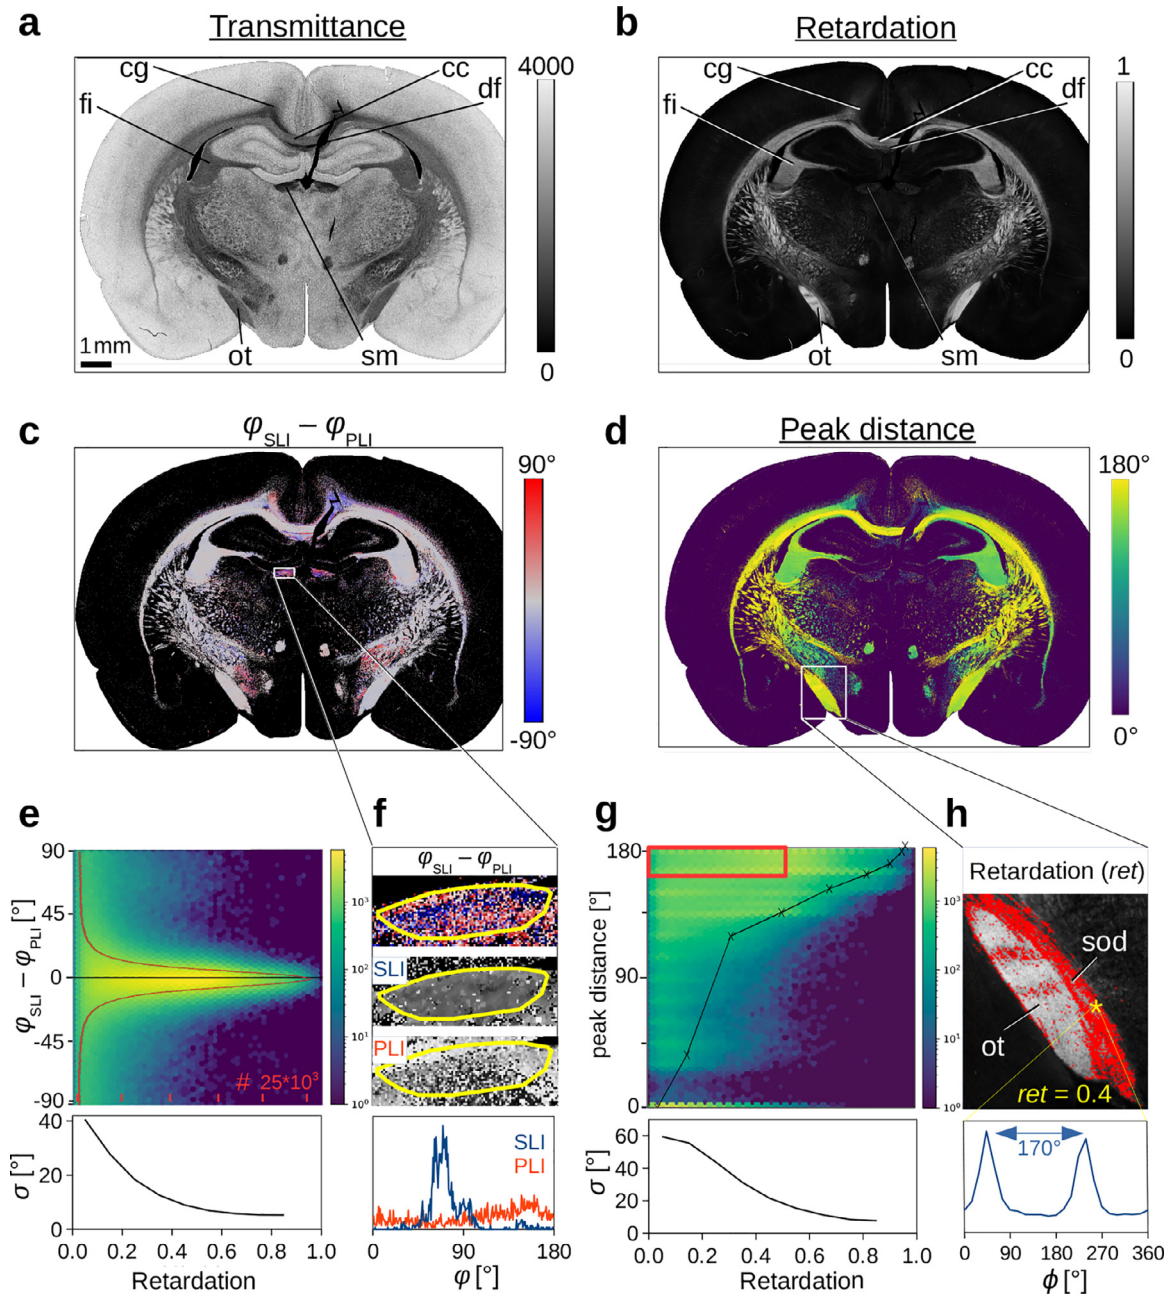 a
Transmittance
4000
cg
cc
df
fi
1mm
ot
sm
0
b
Retardation
1
cg
cc
df
fi
ot
sm
0
c
φSLI − φPLI
90°
-90°
d
Peak distance
180°
0°
e
90
45
0
-45
-90
φSLI − φPLI [°]
# 25*10³
10³
10²
10¹
10⁰
40
20
0
σ [°]
0.0 0.2 0.4 0.6 0.8 1.0
Retardation
f
φSLI − φPLI
SLI
PLI
SLI
PLI
0 90 180
φ [°]
g
180
90
0
peak distance [°]
10³
10²
10¹
10⁰
60
40
20
0
σ [°]
0.0 0.2 0.4 0.6 0.8 1.0
Retardation
h
Retardation (ret)
sod
*
ot
ret = 0.4
170°
0 90 180 270 360
ϕ [°]